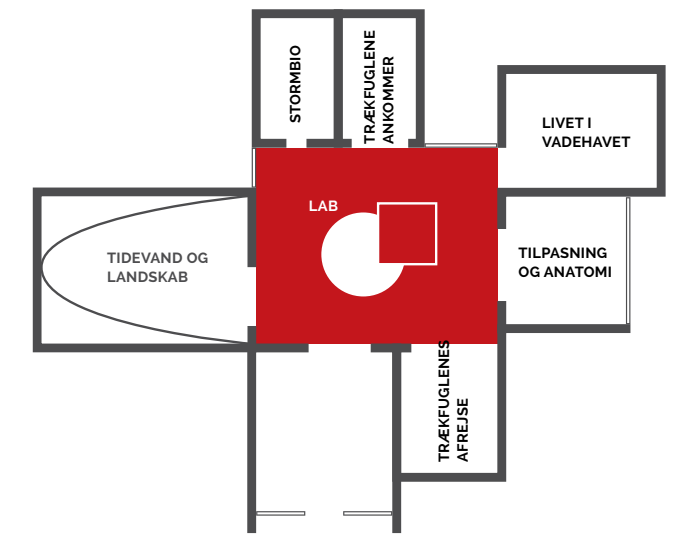 STORMBIO
TRÆKFUGLENE
ANKOMMER
LIVET I
VADEHAVET
LAB
TIDEVAND OG
LANDSKAB
TILPASNING
OG ANATOMI
TRÆKFUGLENES
AFREJSE